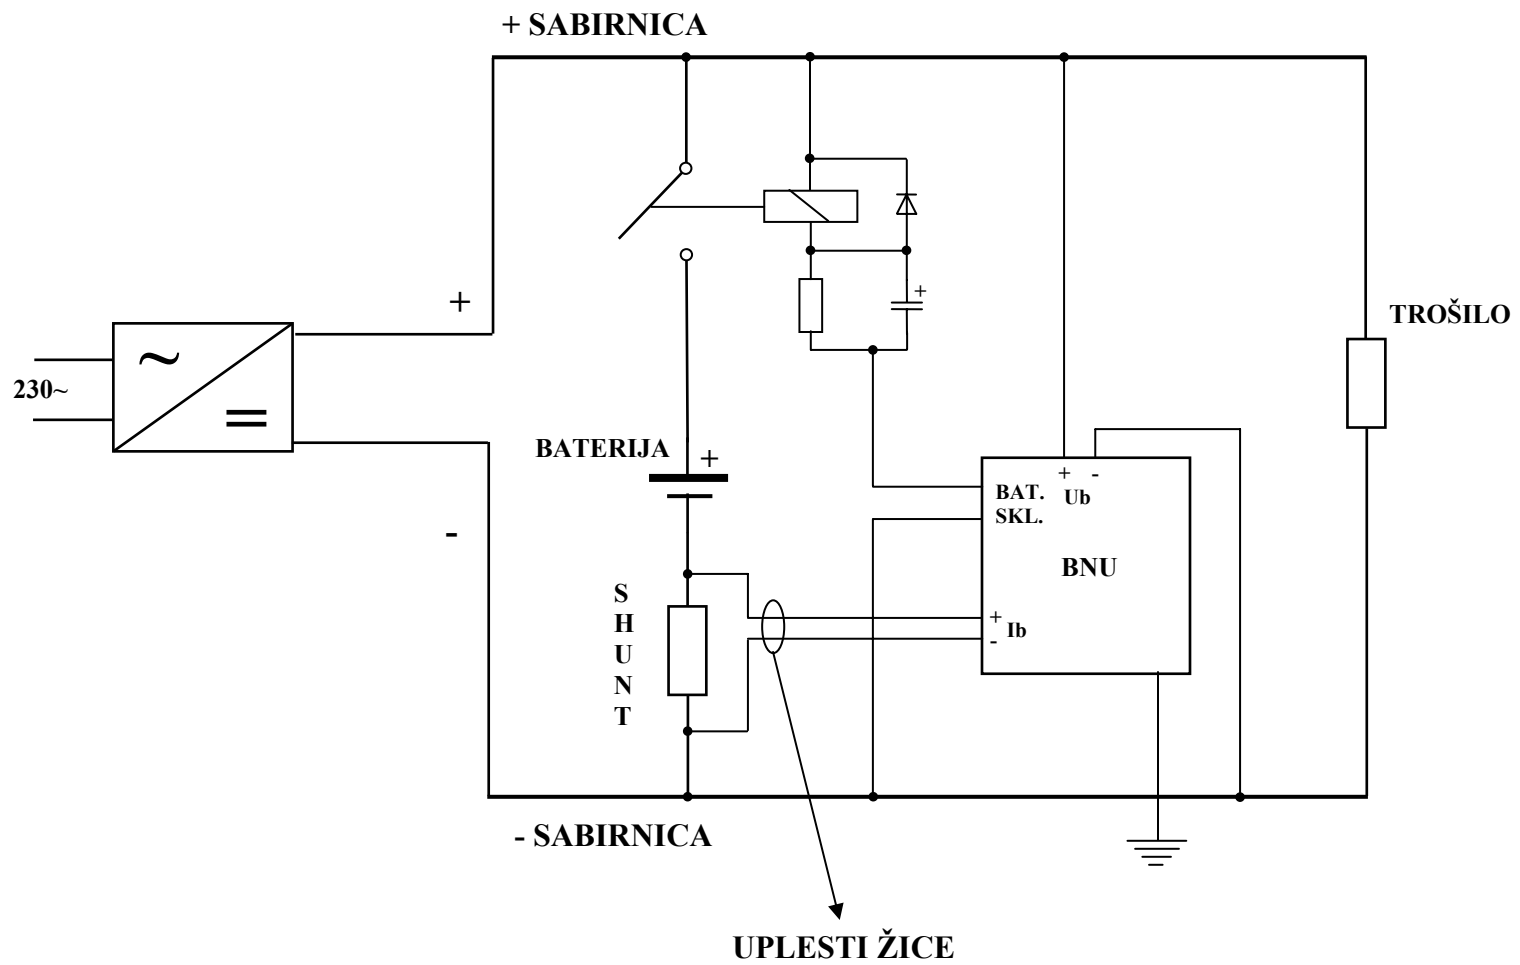 + SABIRNICA
+
+
TROŠILO
~
230~
=
BATERIJA +
+ -
BAT. Ub
SKL.
-
BNU
S
H
U
N
T
+
Ib
-
- SABIRNICA
UPLESTI ŽICE